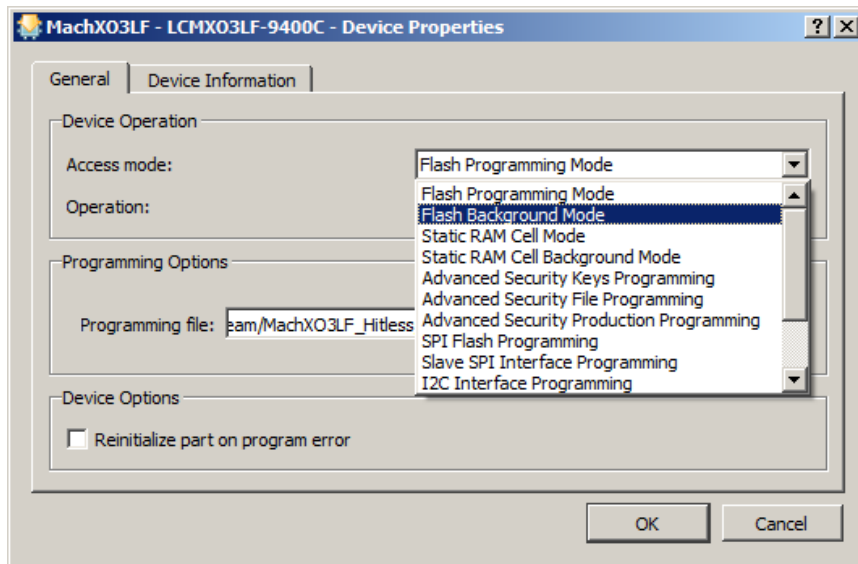 MachXO3LF - LCMXO3LF-9400C - Device Properties
General
Device Information
Device Operation
Access mode:
Flash Programming Mode
Flash Programming Mode
Operation:
Flash Background Mode
Static RAM Cell Mode
Static RAM Cell Background Mode
Programming Options
Advanced Security Keys Programming
Advanced Security File Programming
Programming file:
eam/MachXO3LF_Hitless
Advanced Security Production Programming
SPI Flash Programming
Slave SPI Interface Programming
I2C Interface Programming
Device Options
Reinitialize part on program error
OK
Cancel